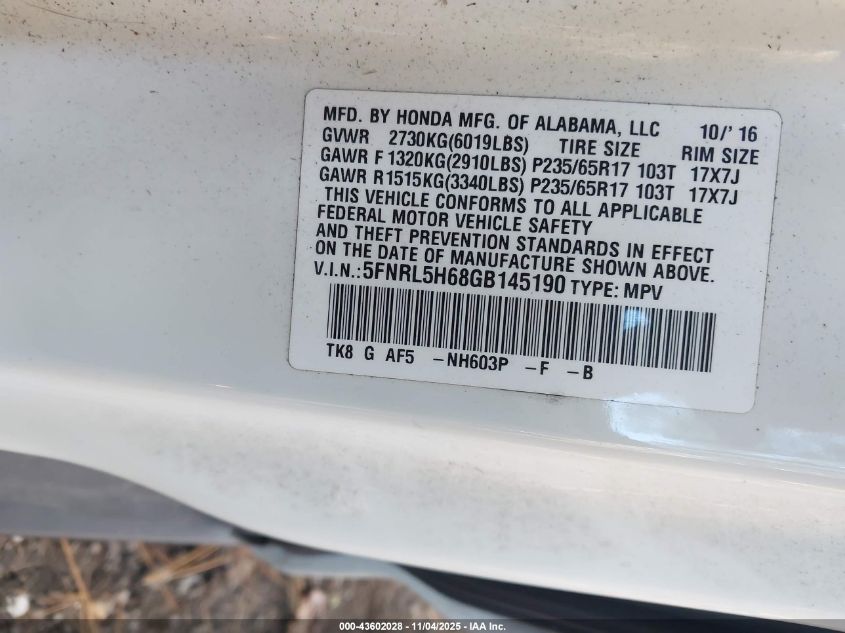 MFD. BY HONDA MFG. OF ALABAMA, LLC 10/' 16
GVWR 2730KG(6019LBS) TIRE SIZE RIM SIZE
GAWR F 1320KG(2910LBS) P235/65R17 103T 17X7J
GAWR R1515KG(3340LBS) P235/65R17 103T 17X7J
THIS VEHICLE CONFORMS TO ALL APPLICABLE
FEDERAL MOTOR VEHICLE SAFETY
AND THEFT PREVENTION STANDARDS IN EFFECT
ON THE DATE OF MANUFACTURE SHOWN ABOVE.
V.I.N.:5FNRL5H68GB145190 TYPE: MPV
TK8 G AF5 -NH603P -F -B
000-43602028 - 11/04/2025 - IAA Inc.